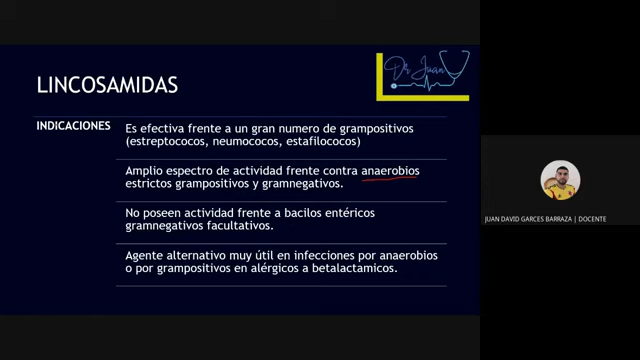 Dr Juan
LINCOSAMIDAS
INDICACIONES
Es efectiva frente a un gran numero de grampositivos
(estreptococos, neumococos, estafilococos)
Amplio espectro de actividad frente contra anaerobios
estrictos grampositivos y gramnegativos.
No poseen actividad frente a bacilos entéricos
gramnegativos facultativos.
Agente alternativo muy útil en infecciones por anaerobios
o por grampositivos en alérgicos a betalactamicos.
JUAN DAVID GARCES BARRAZA | DOCENTE